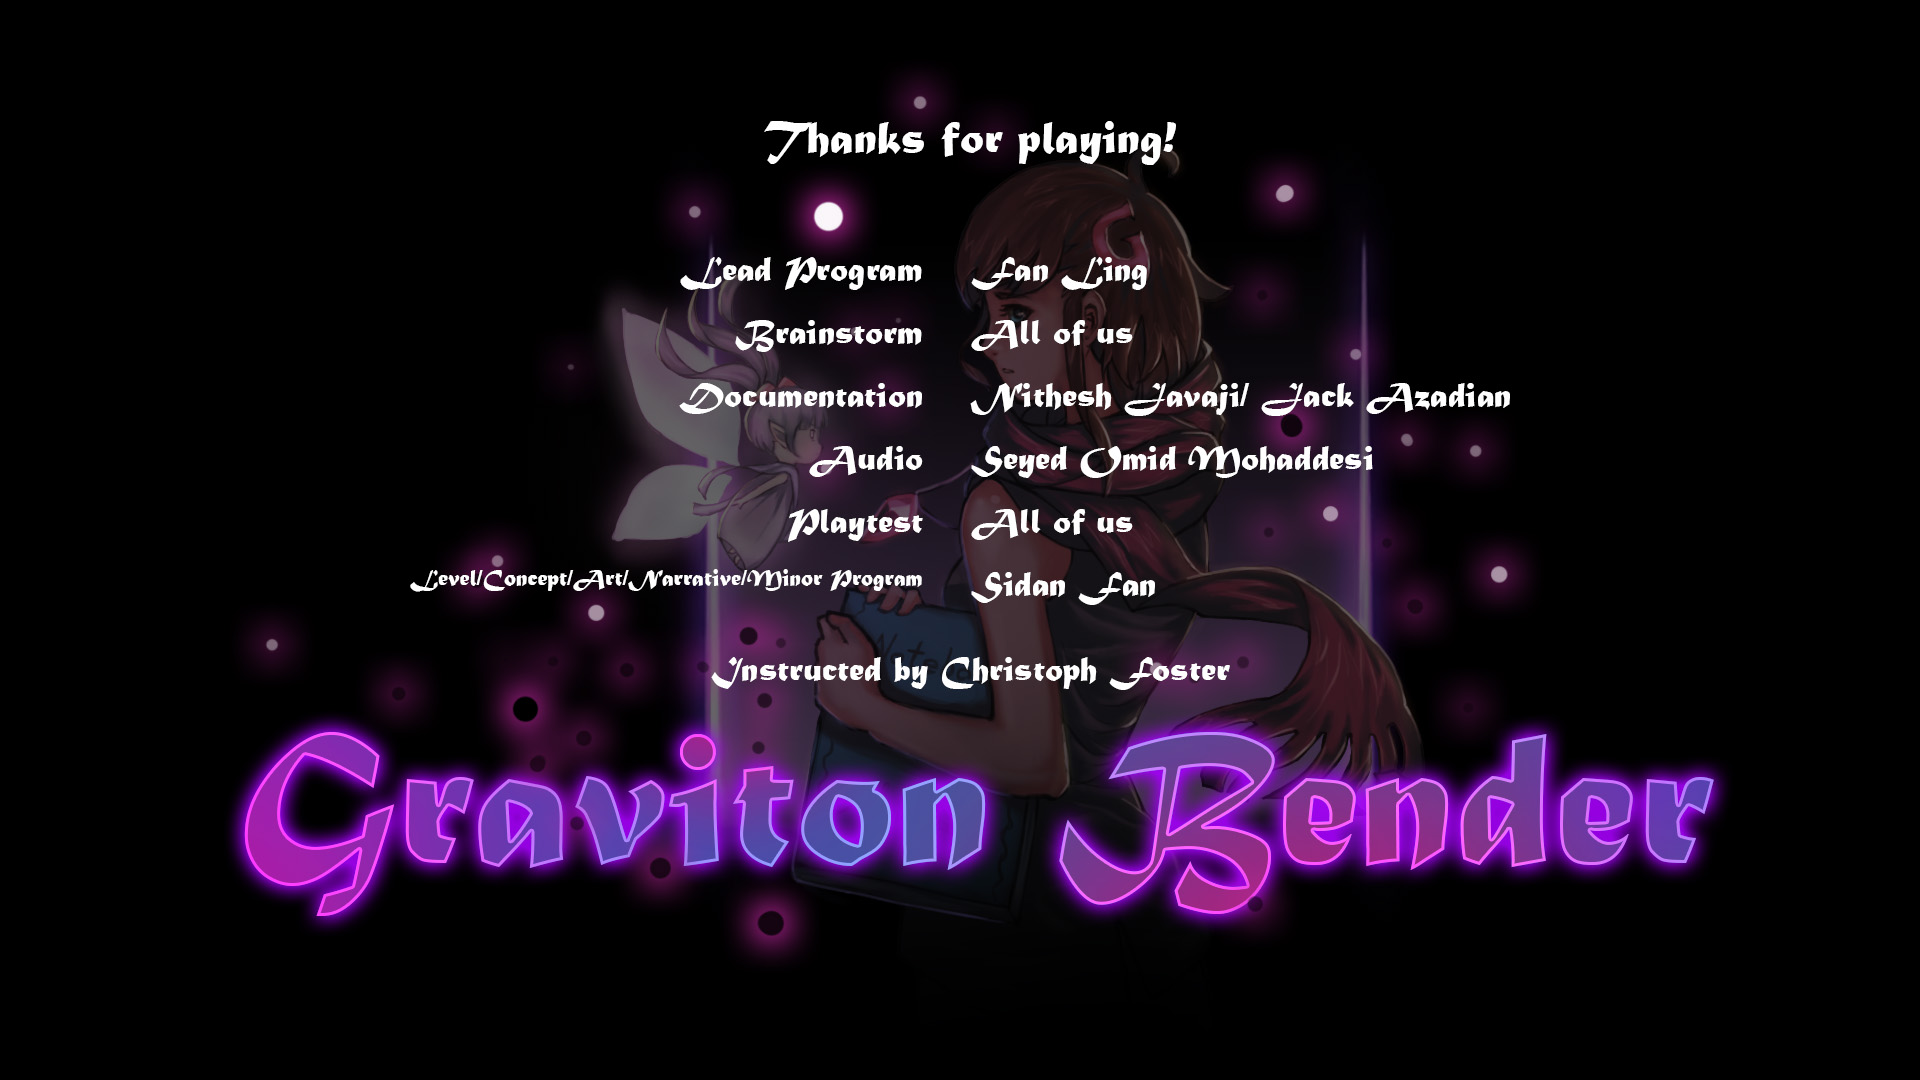 Thanks for playing!
Lead Program Fan Ling
Brainstorm All of us
Documentation Nithesh Javaji/ Jack Azadian
Audio Seyed Omid Mohaddesi
Playtest All of us
Level/Concept/Art/Narrative/Minor Program Sidan Fan
Instructed by Christoph Foster
Graviton Bender